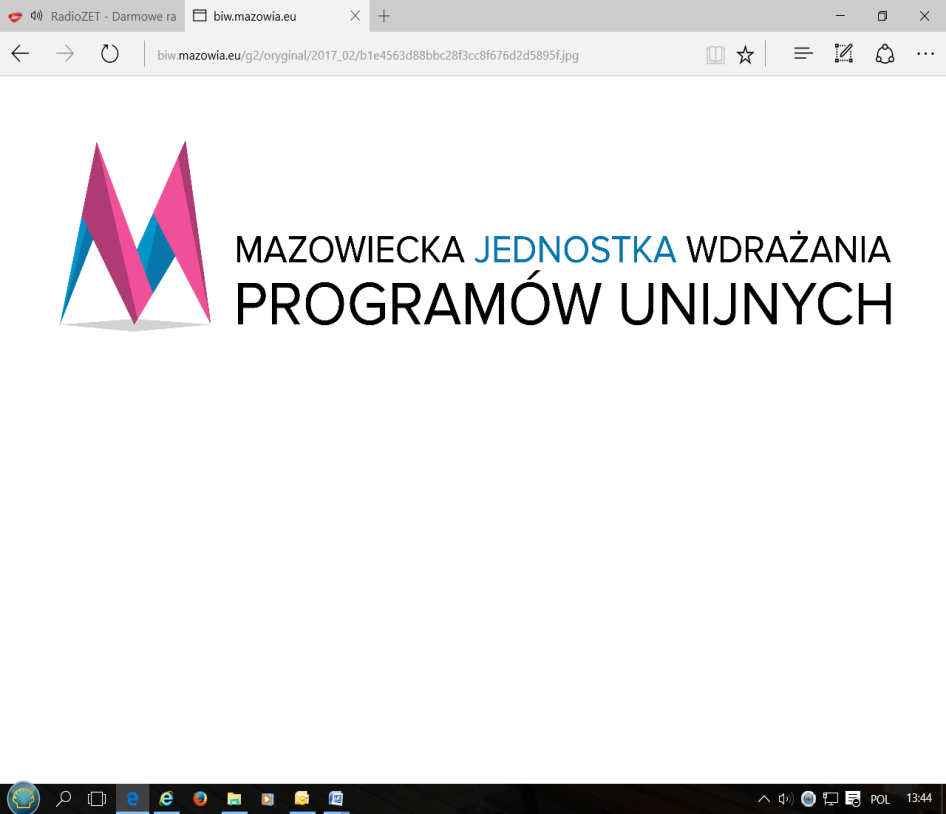 RadioZET - Darmowe ra
biw.mazowia.eu
biw.mazowia.eu/g2/oryginal/2017_02/b1e4563d88bbc28f3cc8f676d2d5895f.jpg
MAZOWIECKA JEDNOSTKA WDRAŻANIA
PROGRAMÓW UNIJNYCH
POL
13:44